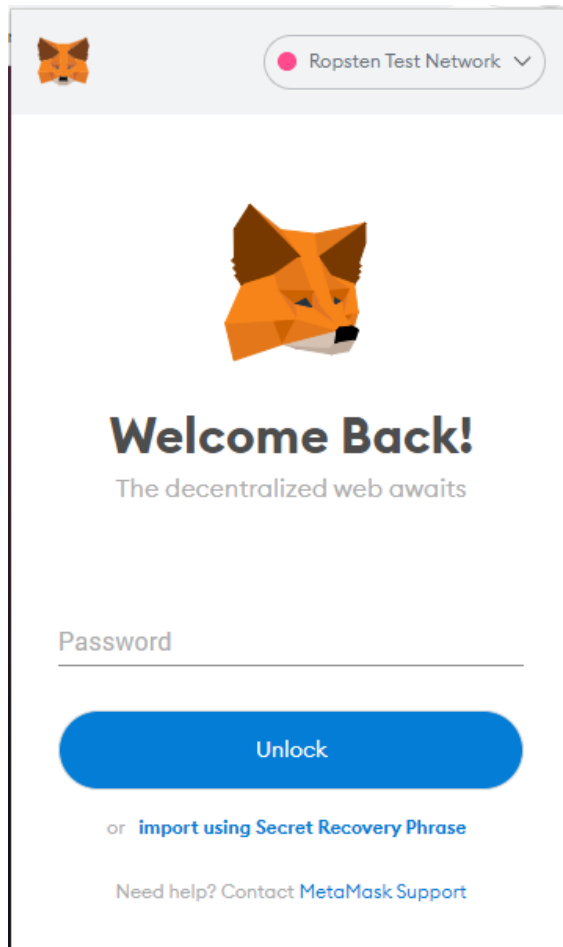 Ropsten Test Network
Welcome Back!
The decentralized web awaits
Password
Unlock
or import using Secret Recovery Phrase
Need help? Contact MetaMask Support